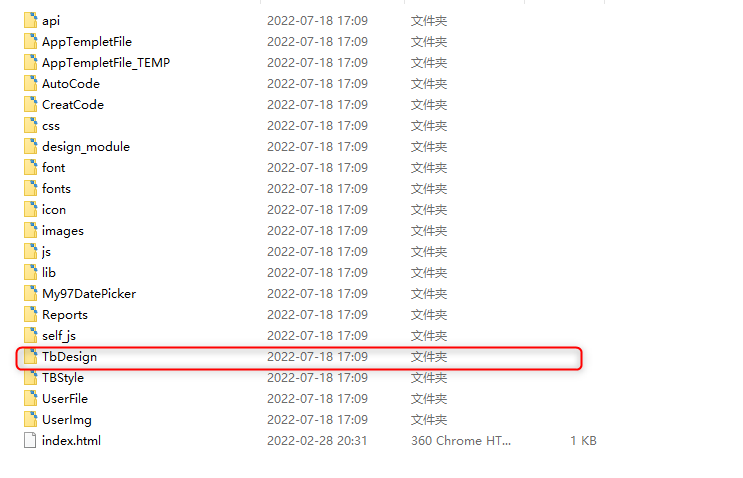 api 2022-07-18 17:09 文件夹
AppTempletFile 2022-07-18 17:09 文件夹
AppTempletFile_TEMP 2022-07-18 17:09 文件夹
AutoCode 2022-07-18 17:09 文件夹
CreatCode 2022-07-18 17:09 文件夹
css 2022-07-18 17:09 文件夹
design_module 2022-07-18 17:09 文件夹
font 2022-07-18 17:09 文件夹
fonts 2022-07-18 17:09 文件夹
icon 2022-07-18 17:09 文件夹
images 2022-07-18 17:09 文件夹
js 2022-07-18 17:09 文件夹
lib 2022-07-18 17:09 文件夹
My97DatePicker 2022-07-18 17:09 文件夹
Reports 2022-07-18 17:09 文件夹
self_js 2022-07-18 17:09 文件夹
TbDesign 2022-07-18 17:09 文件夹
TBStyle 2022-07-18 17:09 文件夹
UserFile 2022-07-18 17:09 文件夹
UserImg 2022-07-18 17:09 文件夹
index.html 2022-02-28 20:31 360 Chrome HT... 1 KB